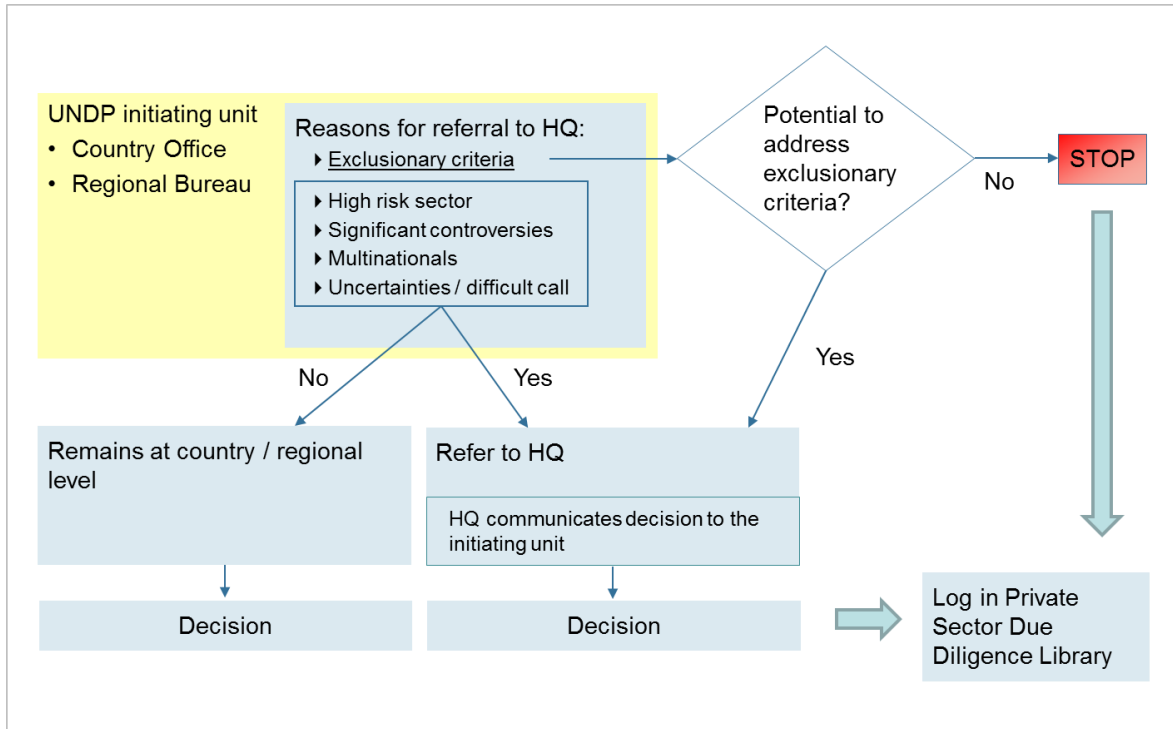 UNDP initiating unit
• Country Office
• Regional Bureau
Reasons for referral to HQ:
Exclusionary criteria
High risk sector
Significant controversies
Multinationals
Uncertainties / difficult call
Potential to
address
exclusionary
criteria?
No
STOP
Yes
No
Yes
Remains at country / regional
level
Refer to HQ
HQ communicates decision to the
initiating unit
Decision
Decision
Log in Private
Sector Due
Diligence Library